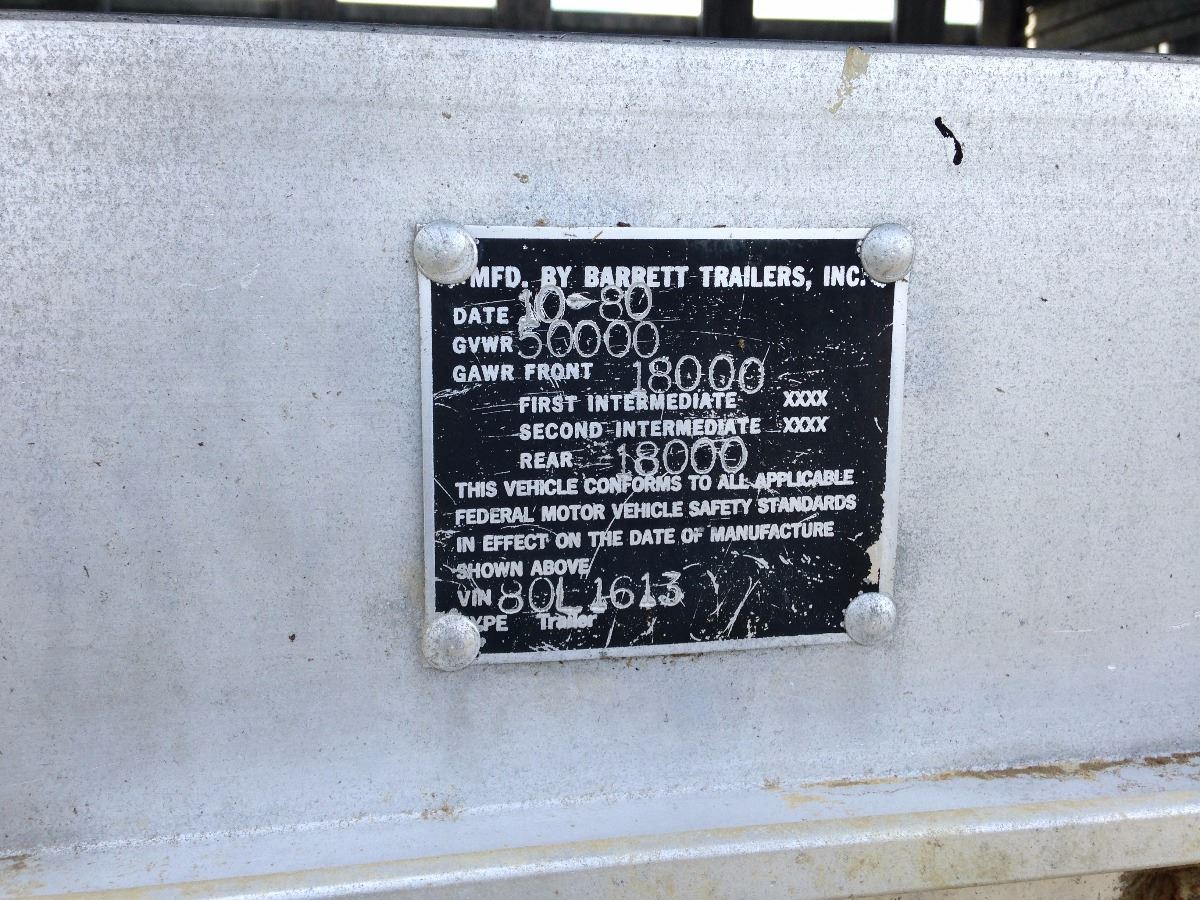 MFD. BY BARRETT TRAILERS, INC.
DATE 10-80
GVWR 50000
GAWR FRONT 18000
FIRST INTERMEDIATE XXXX
SECOND INTERMEDIATE XXXX
REAR 18000
THIS VEHICLE CONFORMS TO ALL APPLICABLE
FEDERAL MOTOR VEHICLE SAFETY STANDARDS
IN EFFECT ON THE DATE OF MANUFACTURE
SHOWN ABOVE
VIN 80L1613
TYPE Trailer